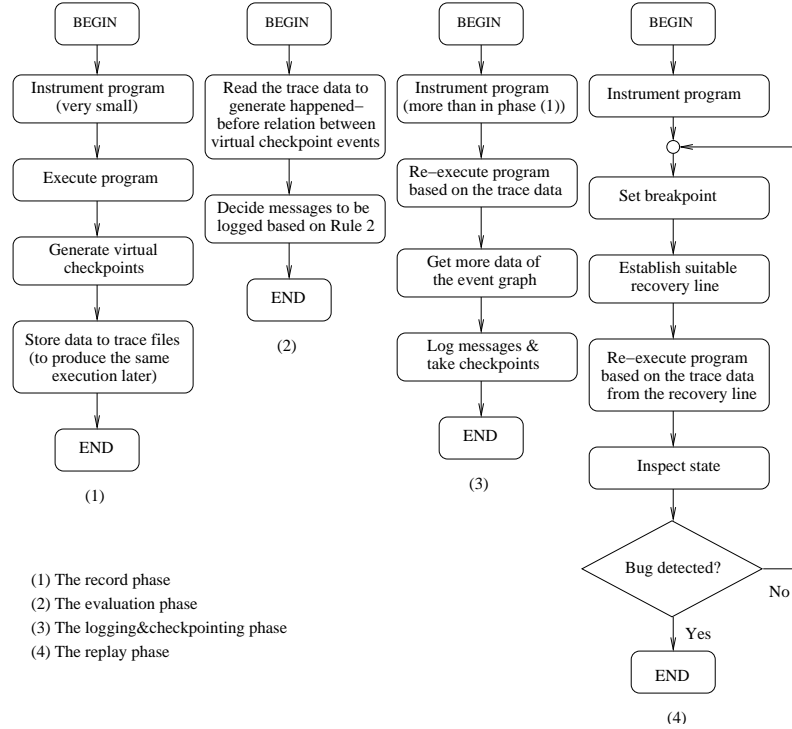 BEGIN
Instrument program
(very small)
Execute program
Generate virtual
checkpoints
Store data to trace files
(to produce the same
execution later)
END
(1)
BEGIN
Read the trace data to
generate happened–
before relation between
virtual checkpoint events
Decide messages to be
logged based on Rule 2
END
(2)
BEGIN
Instrument program
(more than in phase (1))
Re–execute program
based on the trace data
Get more data of
the event graph
Log messages &
take checkpoints
END
(3)
BEGIN
Instrument program
Set breakpoint
Establish suitable
recovery line
Re–execute program
based on the trace data
from the recovery line
Inspect state
Bug detected?
No
Yes
END
(4)
(1) The record phase
(2) The evaluation phase
(3) The logging&checkpointing phase
(4) The replay phase